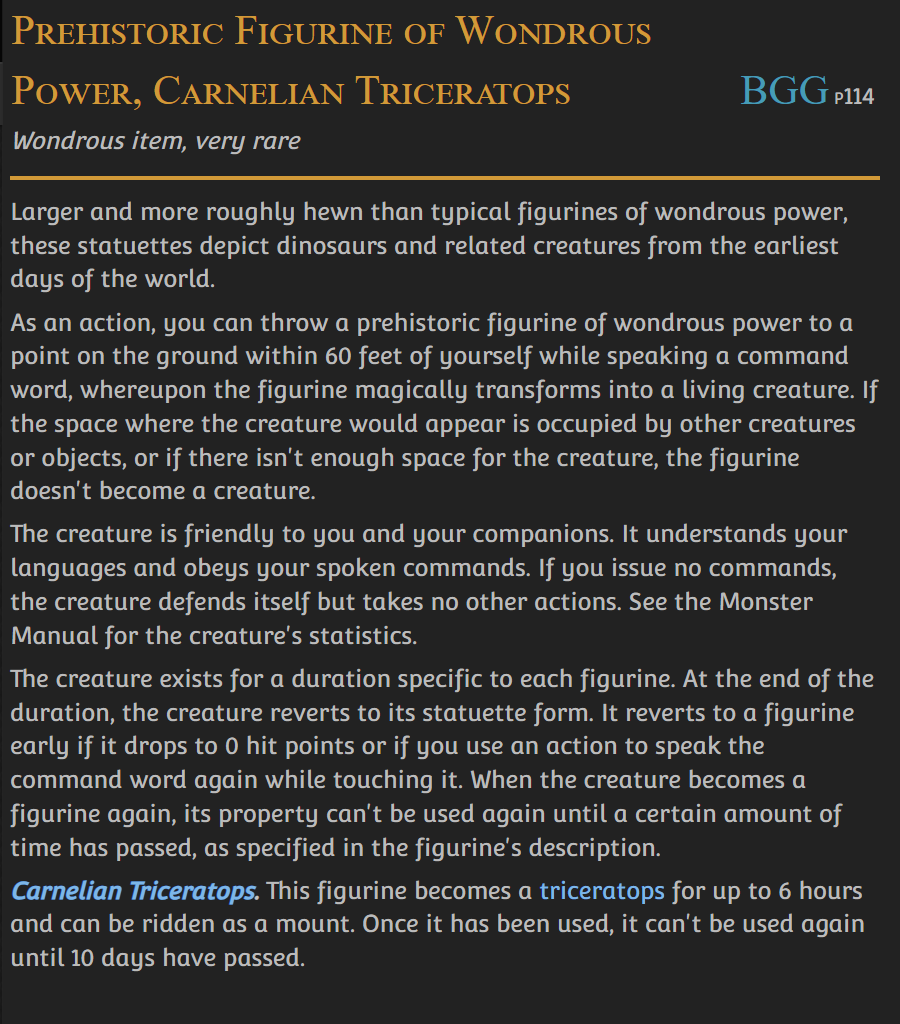 Prehistoric Figurine of Wondrous
Power, Carnelian Triceratops BGG p114
Wondrous item, very rare
Larger and more roughly hewn than typical figurines of wondrous power,
these statuettes depict dinosaurs and related creatures from the earliest
days of the world.
As an action, you can throw a prehistoric figurine of wondrous power to a
point on the ground within 60 feet of yourself while speaking a command
word, whereupon the figurine magically transforms into a living creature. If
the space where the creature would appear is occupied by other creatures
or objects, or if there isn't enough space for the creature, the figurine
doesn't become a creature.
The creature is friendly to you and your companions. It understands your
languages and obeys your spoken commands. If you issue no commands,
the creature defends itself but takes no other actions. See the Monster
Manual for the creature's statistics.
The creature exists for a duration specific to each figurine. At the end of the
duration, the creature reverts to its statuette form. It reverts to a figurine
early if it drops to 0 hit points or if you use an action to speak the
command word again while touching it. When the creature becomes a
figurine again, its property can't be used again until a certain amount of
time has passed, as specified in the figurine's description.
Carnelian Triceratops. This figurine becomes a triceratops for up to 6 hours
and can be ridden as a mount. Once it has been used, it can't be used again
until 10 days have passed.